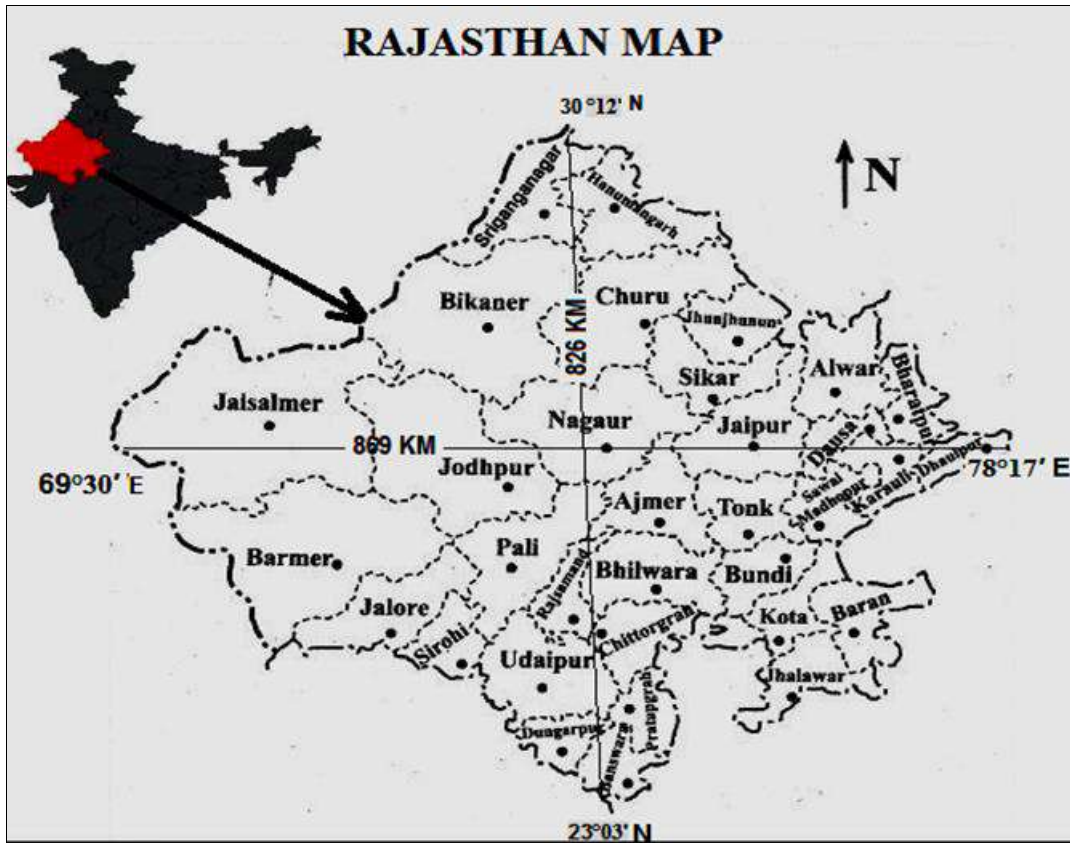 RAJASTHAN MAP
30°12' N
N
Sriganganagar
Hanumangarh
Bikaner
Churu
Jhunjhanun
826 KM
Jaisalmer
Sikar
Alwar
Bharatpur
Nagaur
Jaipur
Dausa
869 KM
Jodhpur
69°30' E
78°17' E
Dhaulpur
Karauli
Sawai
Madhopur
Ajmer
Tonk
Barmer
Pali
Rajsamand
Bhilwara
Bundi
Jalore
Sirohi
Chittorgrah
Kota
Baran
Udaipur
Jhalawar
Pratapgrah
Dungarpur
Banswara
23°03' N